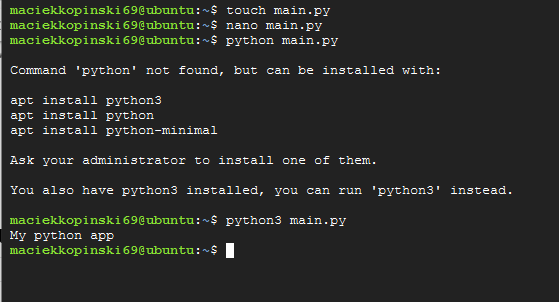 maciekkopinski69@ubuntu:~$ touch main.py
maciekkopinski69@ubuntu:~$ nano main.py
maciekkopinski69@ubuntu:~$ python main.py
Command 'python' not found, but can be installed with:
apt install python3
apt install python
apt install python-minimal
Ask your administrator to install one of them.
You also have python3 installed, you can run 'python3' instead.
maciekkopinski69@ubuntu:~$ python3 main.py
My python app
maciekkopinski69@ubuntu:~$